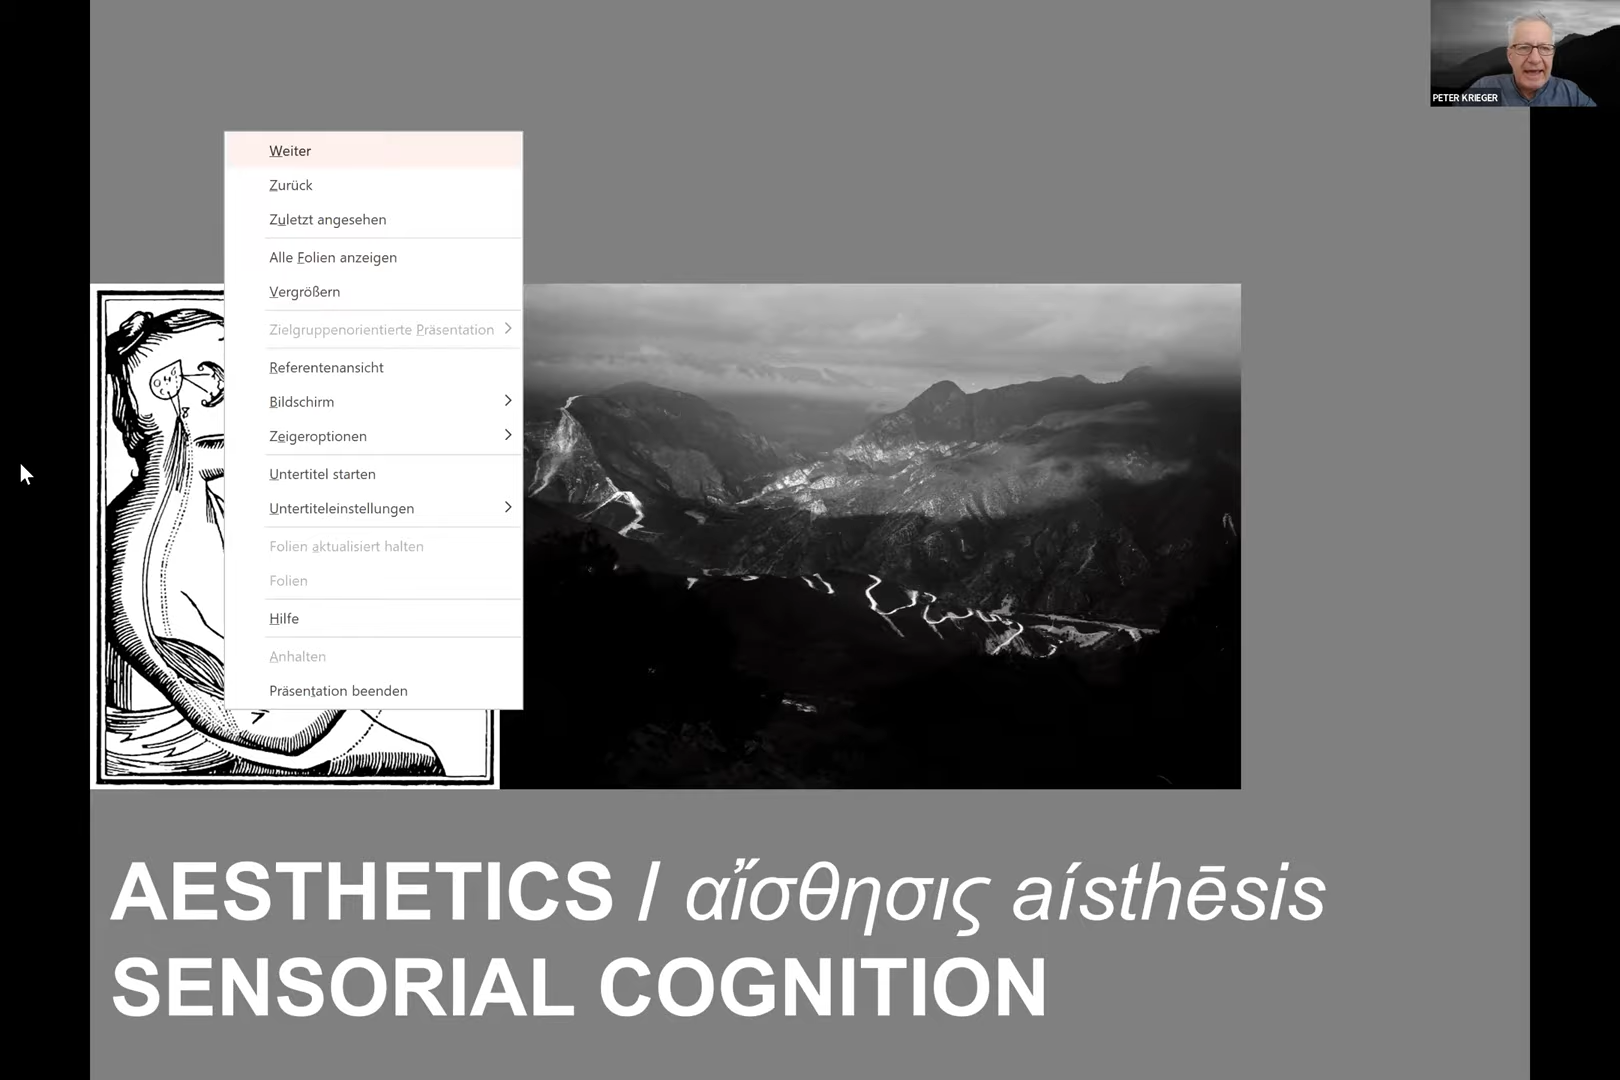 PETER KRIEGER
Weiter
Zurück
Zuletzt angesehen
Alle Folien anzeigen
Vergrößern
Zielgruppenorientierte Präsentation
Referentenansicht
Bildschirm
Zeigeroptionen
Untertitel starten
Untertiteleinstellungen
Folien aktualisiert halten
Folien
Hilfe
Anhalten
Präsentation beenden
AESTHETICS / αἴσθησις aísthēsis
SENSORIAL COGNITION